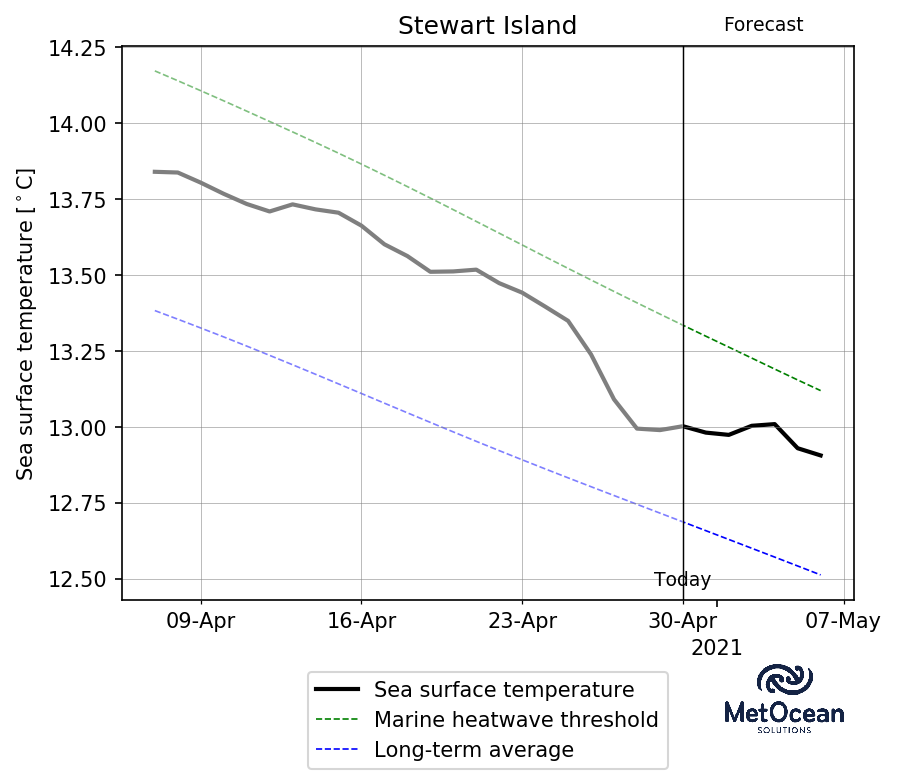 Stewart Island
Forecast
Sea surface temperature [°C]
14.25
14.00
13.75
13.50
13.25
13.00
12.75
12.50
Today
09-Apr
16-Apr
23-Apr
30-Apr
07-May
2021
Sea surface temperature
Marine heatwave threshold
Long-term average
MetOcean
SOLUTIONS